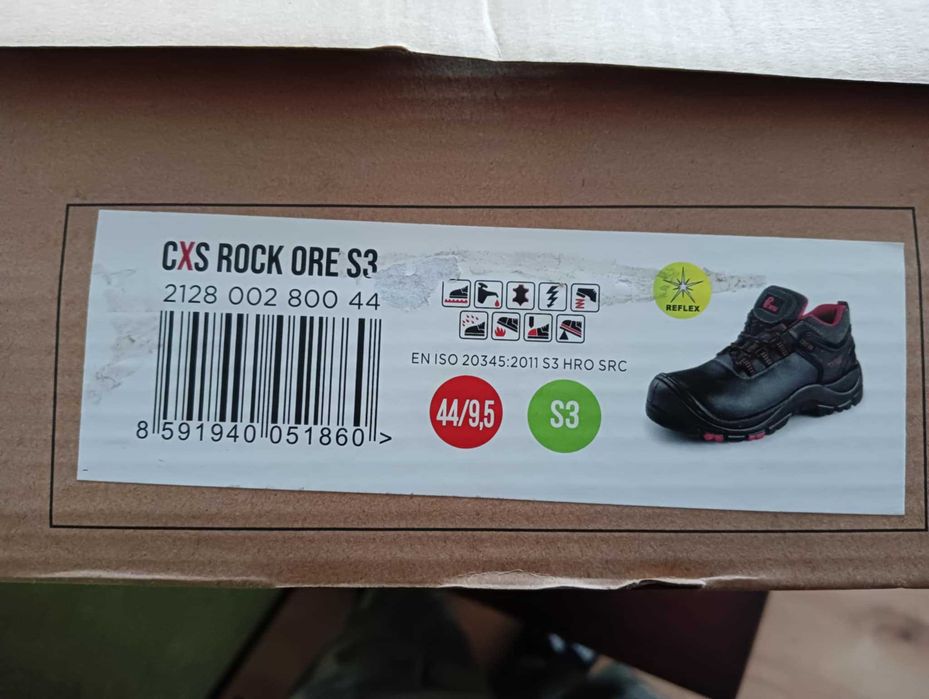 CXS ROCK ORE S3
2128 002 800 44
8 591940 051860 >
EN ISO 20345:2011 S3 HRO SRC
44/9,5
S3
REFLEX